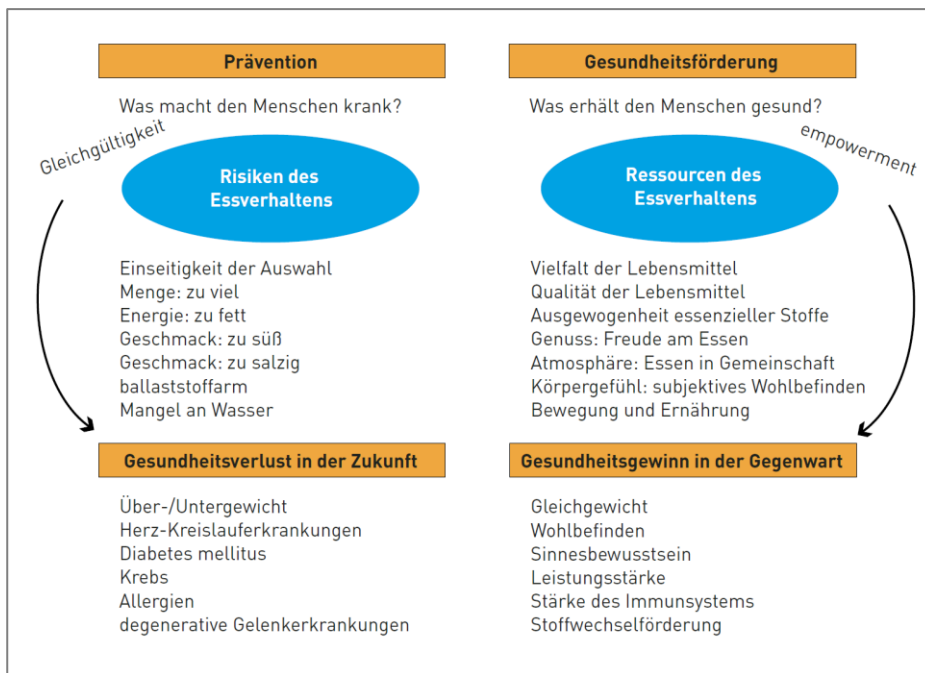 Prävention
Was macht den Menschen krank?
Gleichgültigkeit
Risiken des
Essverhaltens
Einseitigkeit der Auswahl
Menge: zu viel
Energie: zu fett
Geschmack: zu süß
Geschmack: zu salzig
ballaststoffarm
Mangel an Wasser
Gesundheitsverlust in der Zukunft
Über-/Untergewicht
Herz-Kreislauferkrankungen
Diabetes mellitus
Krebs
Allergien
degenerative Gelenkerkrankungen
Gesundheitsförderung
Was erhält den Menschen gesund?
empowerment
Ressourcen des
Essverhaltens
Vielfalt der Lebensmittel
Qualität der Lebensmittel
Ausgewogenheit essenzieller Stoffe
Genuss: Freude am Essen
Atmosphäre: Essen in Gemeinschaft
Körpergefühl: subjektives Wohlbefinden
Bewegung und Ernährung
Gesundheitsgewinn in der Gegenwart
Gleichgewicht
Wohlbefinden
Sinnesbewusstsein
Leistungsstärke
Stärke des Immunsystems
Stoffwechselförderung